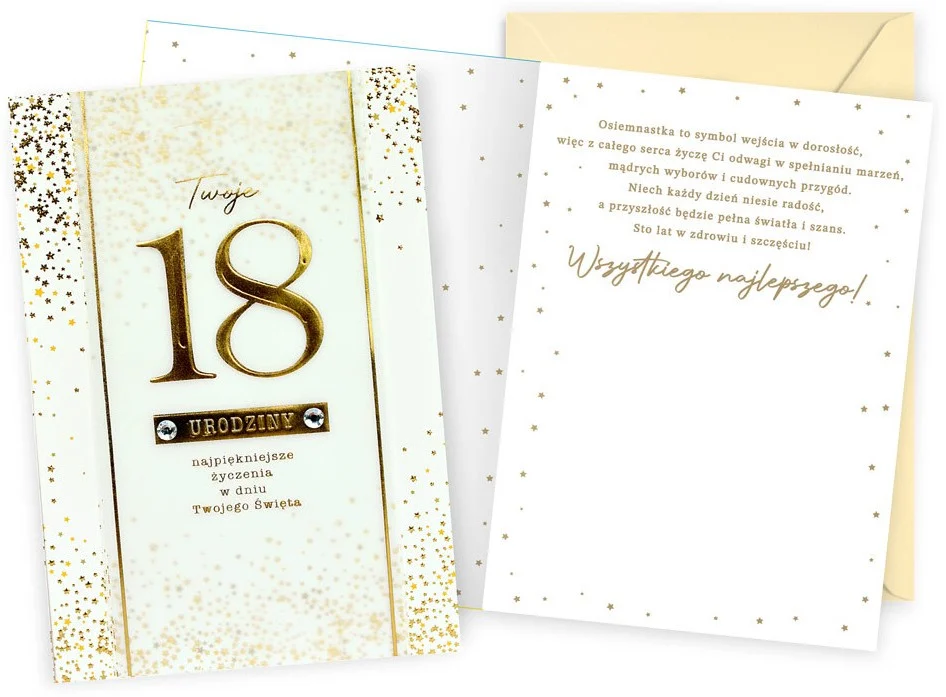 Twoje
18
URODZINY
najpiękniejsze
życzenia
w dniu
Twojego Święta
Osiemnastka to symbol wejścia w dorosłość,
więc z całego serca życzę Ci odwagi w spełnianiu marzeń,
mądrych wyborów i cudownych przygód.
Niech każdy dzień niesie radość,
a przyszłość będzie pełna światła i szans.
Sto lat w zdrowiu i szczęściu!
Wszystkiego najlepszego!